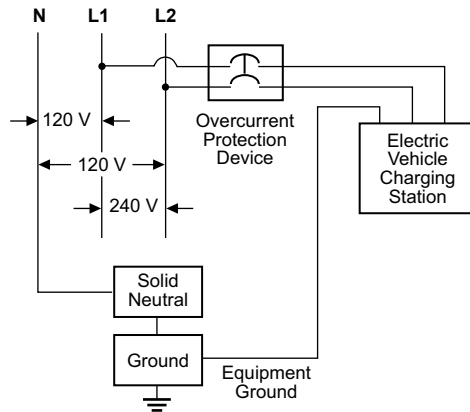 N L1 L2
120 V
120 V
240 V
Overcurrent
Protection
Device
Electric
Vehicle
Charging
Station
Solid
Neutral
Ground
Equipment
Ground